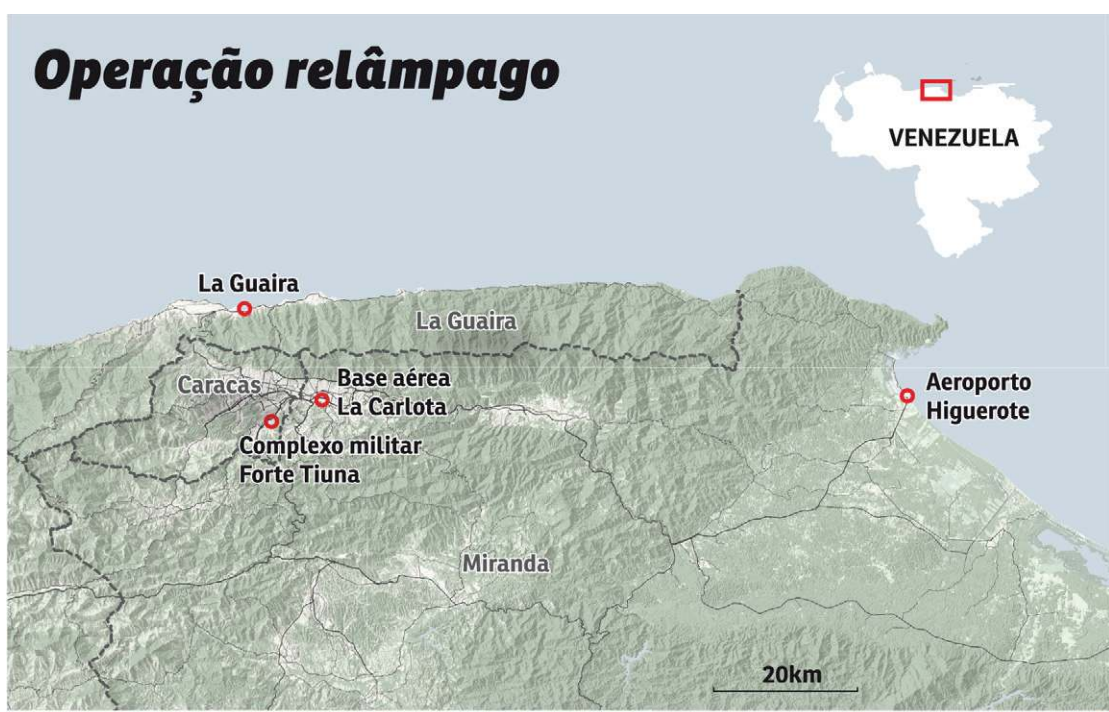 Operação relâmpago
VENEZUELA
La Guaira
La Guaira
Caracas
Base aérea
La Carlota
Complexo militar
Forte Tiuna
Aeroporto
Higuerote
Miranda
20km